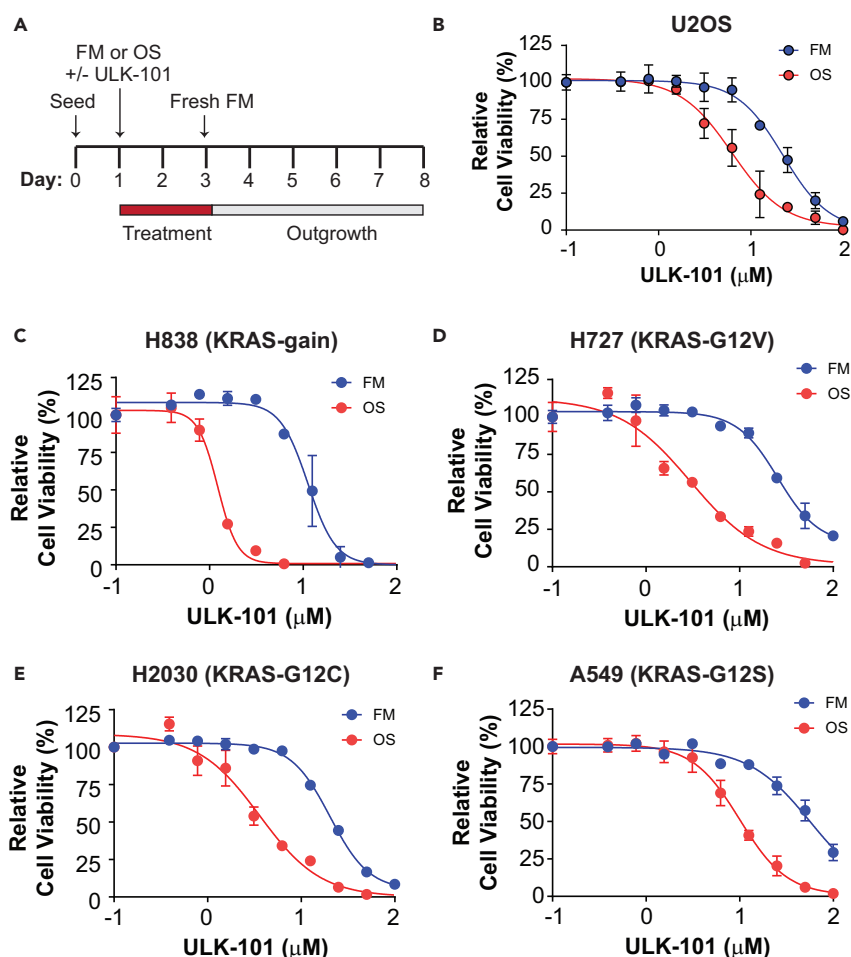 A
FM or OS
+/- ULK-101
Seed
Fresh FM
Day: 0 1 2 3 4 5 6 7 8
Treatment
Outgrowth
B
U2OS
FM
OS
Relative
Cell Viability (%)
125
100
75
50
25
0
-1 0 1 2
ULK-101 (μM)
C
H838 (KRAS-gain)
FM
OS
Relative
Cell Viability (%)
125
100
75
50
25
0
-1 0 1 2
ULK-101 (μM)
D
H727 (KRAS-G12V)
FM
OS
Relative
Cell Viability (%)
125
100
75
50
25
0
-1 0 1 2
ULK-101 (μM)
E
H2030 (KRAS-G12C)
FM
OS
Relative
Cell Viability (%)
125
100
75
50
25
0
-1 0 1 2
ULK-101 (μM)
F
A549 (KRAS-G12S)
FM
OS
Relative
Cell Viability (%)
125
100
75
50
25
0
-1 0 1 2
ULK-101 (μM)